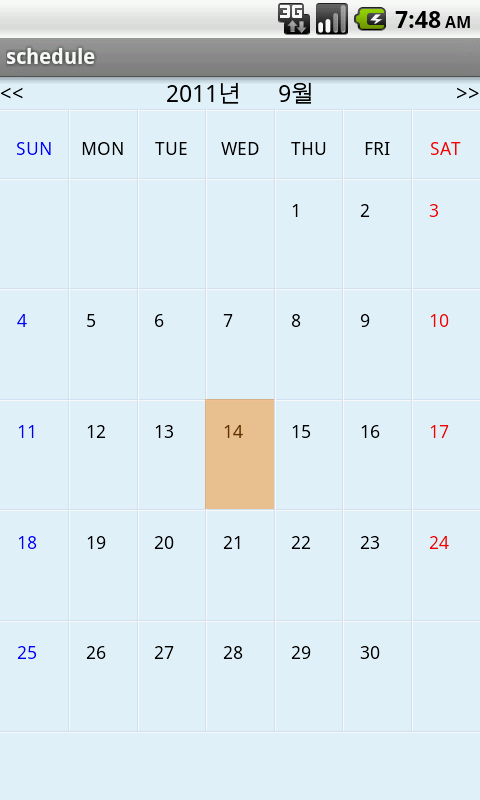 3G 7:48 AM
schedule
<< 2011년 9월 >>
SUN MON TUE WED THU FRI SAT
1 2 3
4 5 6 7 8 9 10
11 12 13 14 15 16 17
18 19 20 21 22 23 24
25 26 27 28 29 30